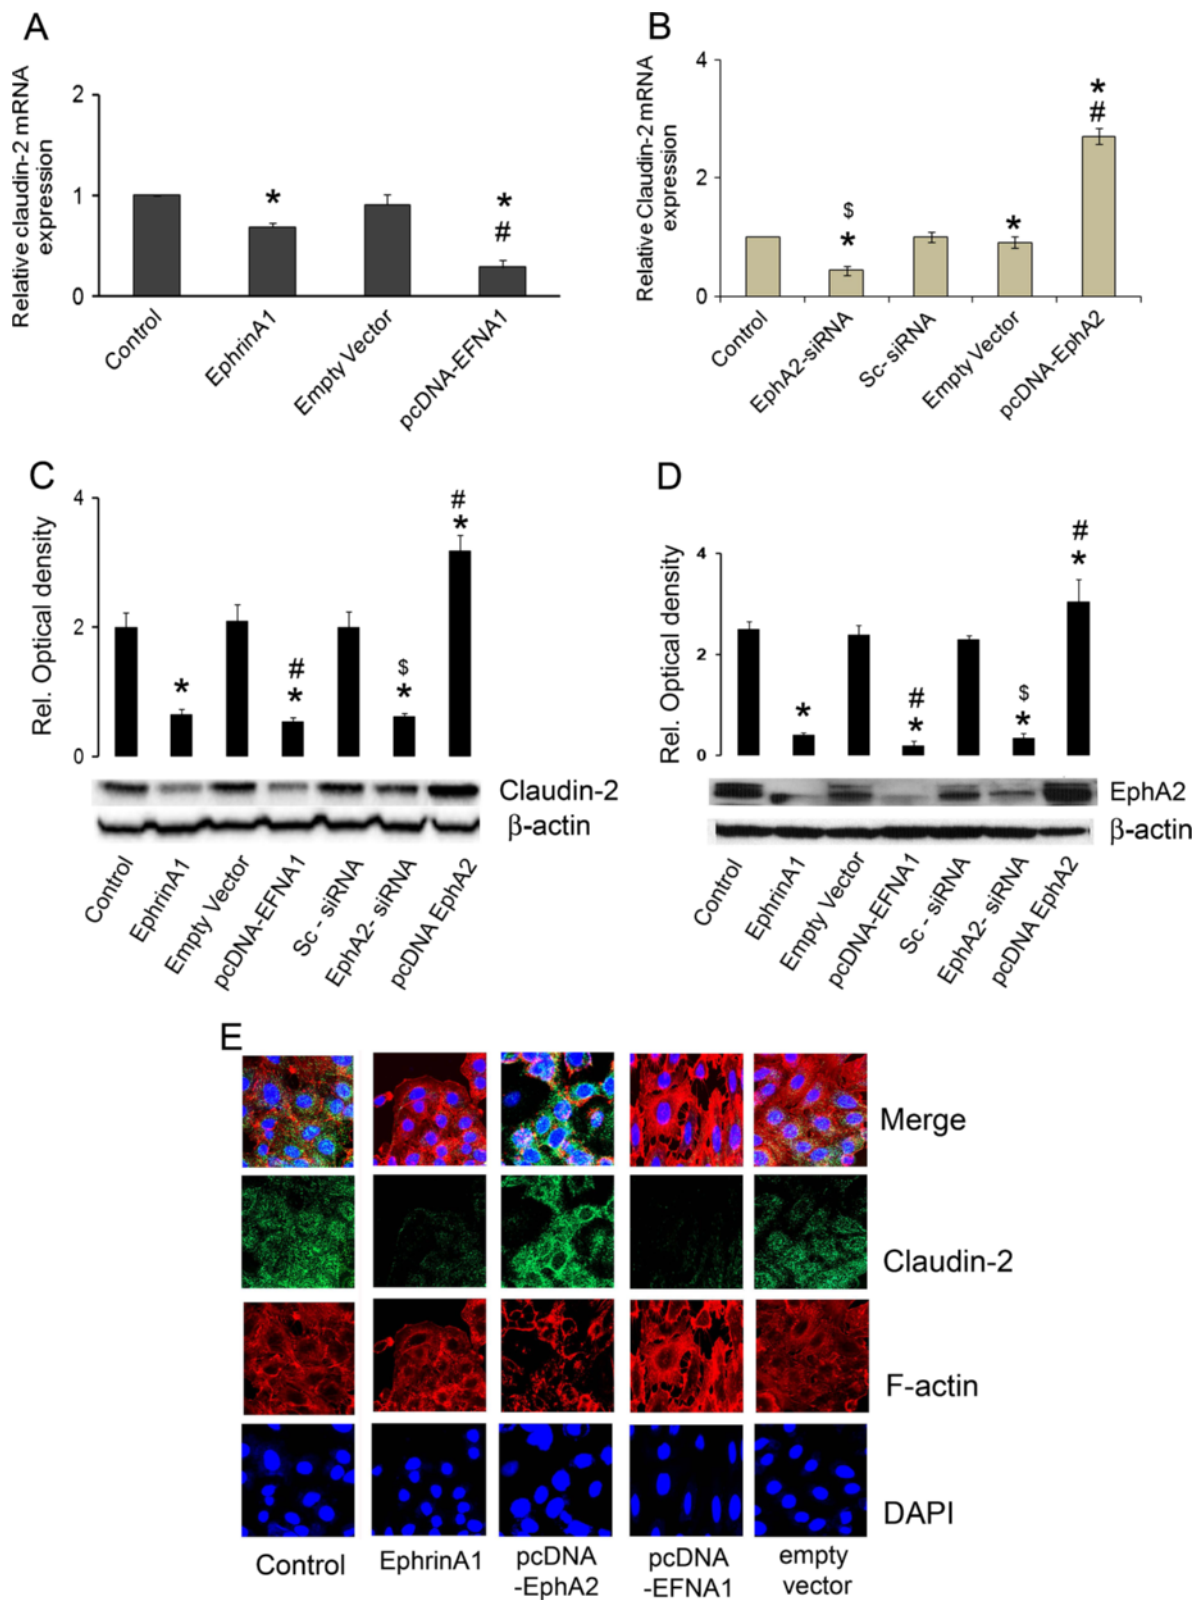 A
Relative claudin-2 mRNA
expression
2
1
0
*
*
#
Control
EphrinA1
Empty Vector
pcDNA-EFNA1
B
Relative Claudin-2 mRNA
expression
4
2
0
$
*
*
*
#
Control
EphA2-siRNA
Sc- siRNA
Empty Vector
pcDNA-EphA2
C
Rel. Optical density
4
2
0
*
#
*
$
*
#
*
Claudin-2
β-actin
Control
EphrinA1
Empty Vector
pcDNA-EFNA1
Sc - siRNA
EphA2- siRNA
pcDNA EphA2
D
Rel. Optical density
4
2
0
*
#
*
$
*
#
*
EphA2
β-actin
Control
EphrinA1
Empty Vector
pcDNA-EFNA1
Sc - siRNA
EphA2- siRNA
pcDNA EphA2
E
Merge
Claudin-2
F-actin
DAPI
Control
EphrinA1
pcDNA
-EphA2
pcDNA
-EFNA1
empty
vector